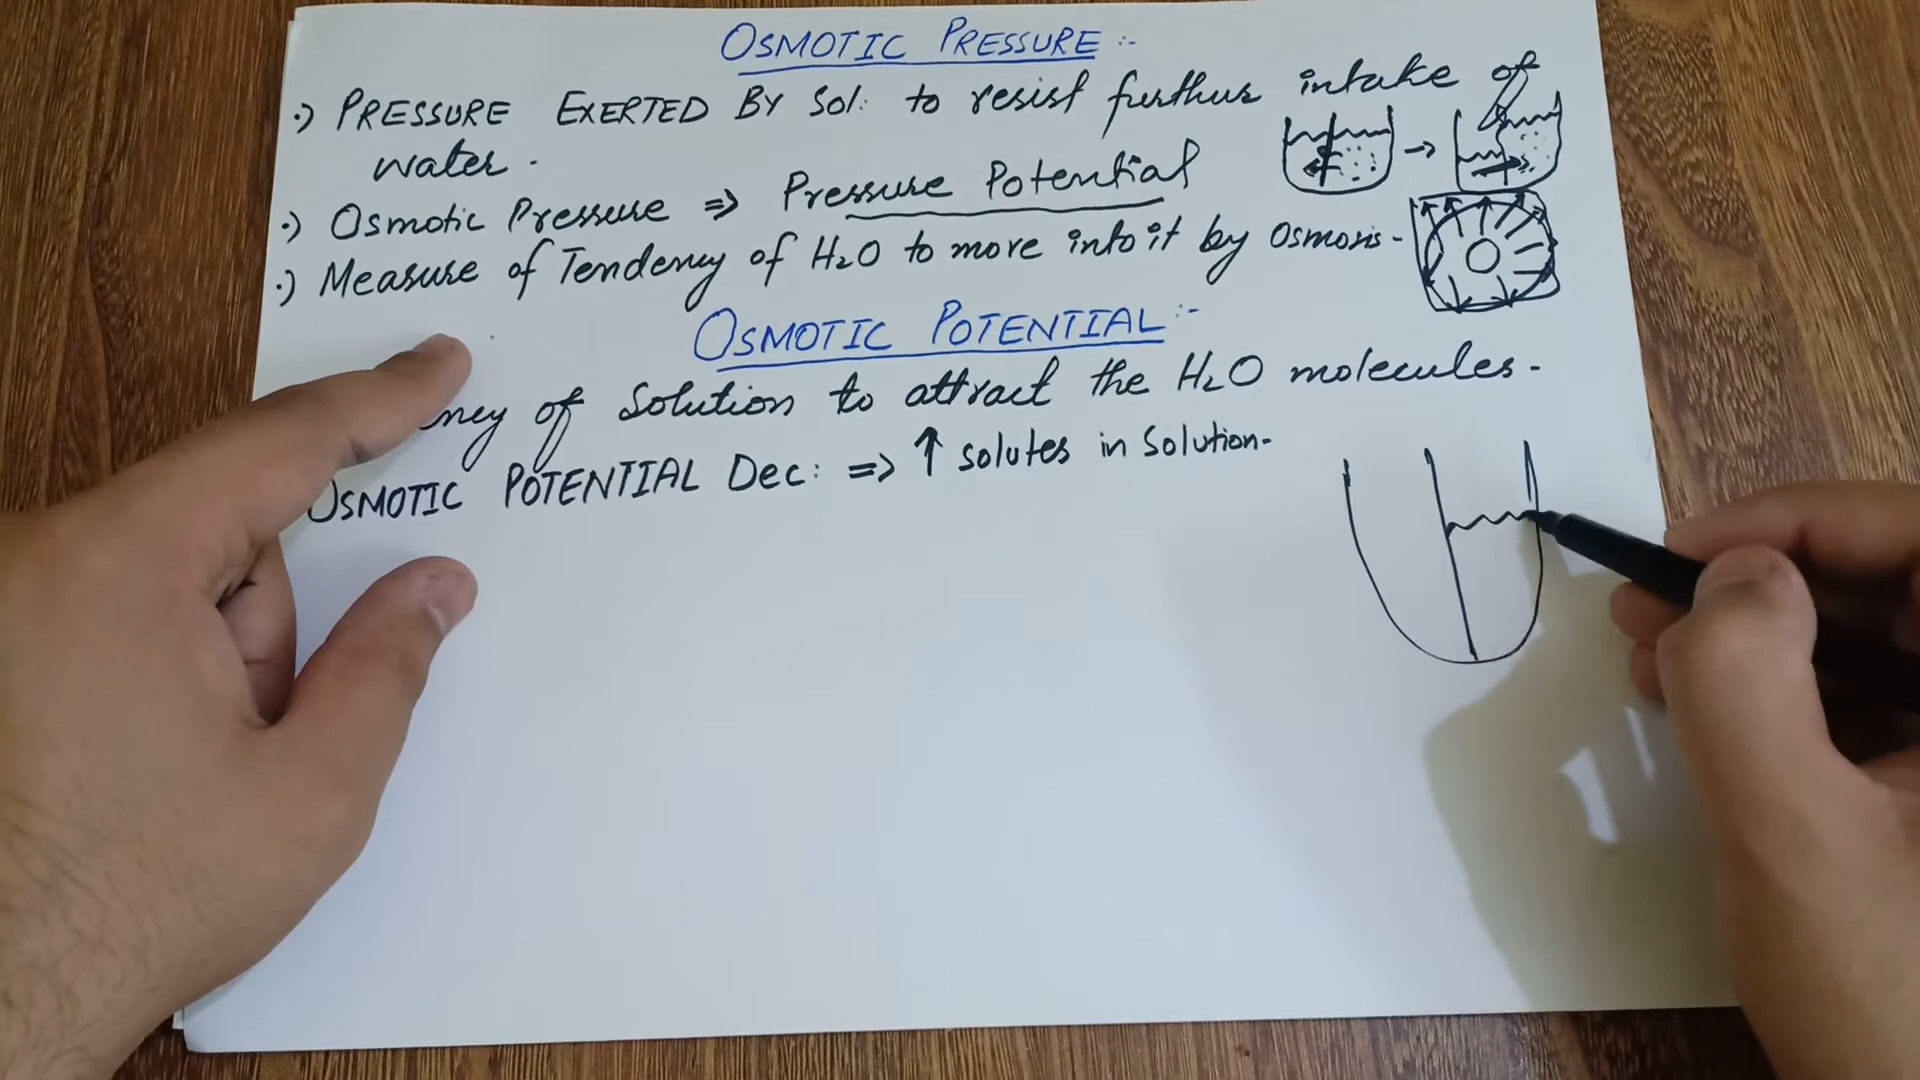 OSMOTIC PRESSURE :-
·) PRESSURE EXERTED BY Sol: to resist further intake of
water.
·) Osmotic Pressure => Pressure Potential
·) Measure of Tendency of H₂O to move into it by Osmosis-
OSMOTIC POTENTIAL :-
ncy of Solution to attract the H₂O molecules.
OSMOTIC POTENTIAL Dec: => ↑ solutes in Solution-